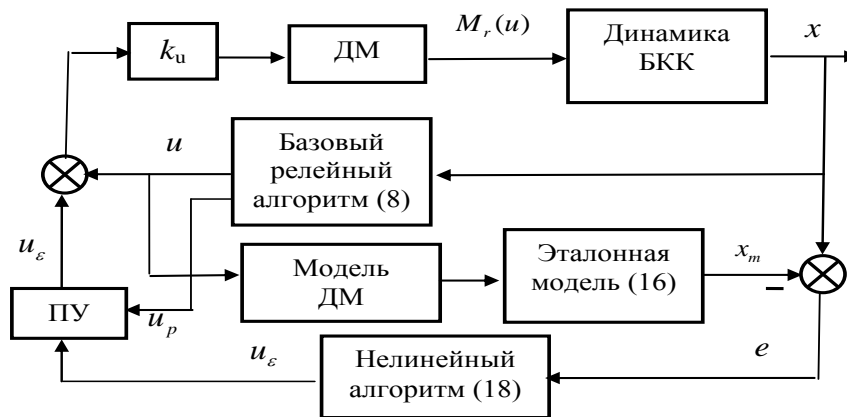 k_u
ДМ
M_r(u)
Динамика
БКК
x
u
Базовый
релейный
алгоритм (8)
u_ε
Модель
ДМ
Эталонная
модель (16)
x_m
–
ПУ
u_p
u_ε
Нелинейный
алгоритм (18)
e